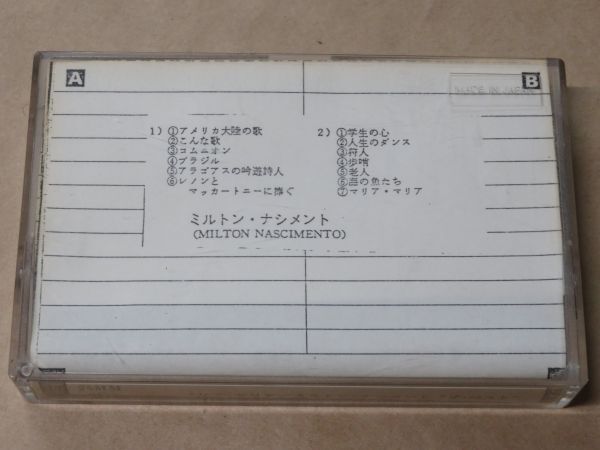 A
B
MADE IN JAPAN
1) ①アメリカ大陸の歌
②こんな歌
③コムニオン
④ブラジル
⑤アラゴアスの吟遊詩人
⑥レノンと
マッカートニーに捧ぐ
2) ①学生の心
②人生のダンス
③狩人
④歩哨
⑤老人
⑥海の魚たち
⑦マリア・マリア
ミルトン・ナシメント
(MILTON NASCIMENTO)